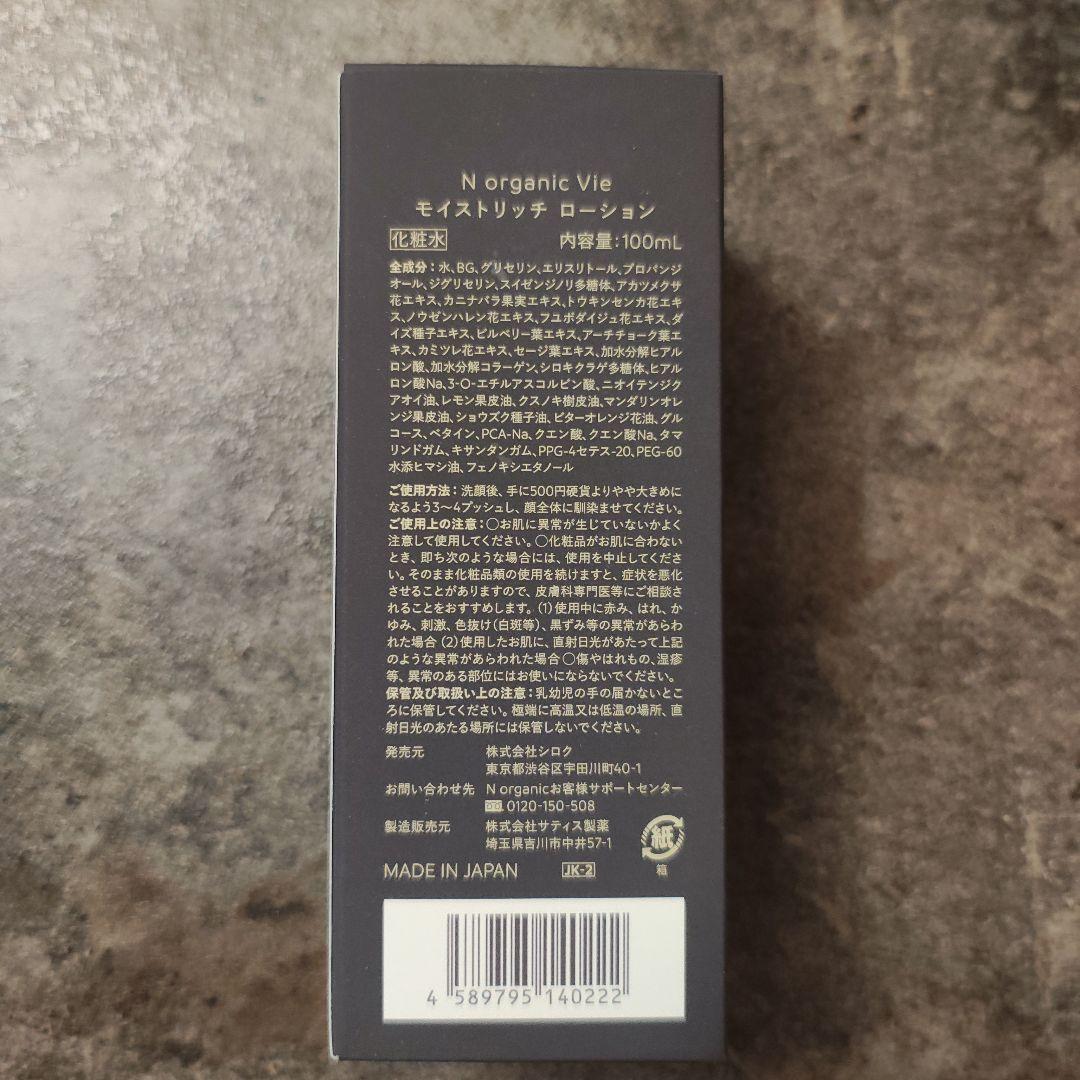 N organic Vie
モイストリッチ ローション
化粧水 内容量:100mL
全成分:水、BG、グリセリン、エリスリトール、プロパンジ
オール、ジグリセリン、スイゼンジノリ多糖体、アカツメクサ
花エキス、カニナバラ果実エキス、トウキンセンカ花エキ
ス、ノウゼンハレン花エキス、フユボダイジュ花エキス、ダ
イズ種子エキス、ビルベリー葉エキス、アーチチョーク葉エ
キス、カミツレ花エキス、セージ葉エキス、加水分解ヒアル
ロン酸、加水分解コラーゲン、シロキクラゲ多糖体、ヒアル
ロン酸Na、3-O-エチルアスコルビン酸、ニオイテンジク
アオイ油、レモン果皮油、クスノキ樹皮油、マンダリンオレ
ンジ果皮油、ショウズク種子油、ビターオレンジ花油、グル
コース、ベタイン、PCA-Na、クエン酸、クエン酸Na、タマ
リンドガム、キサンタンガム、PPG-4セテス-20、PEG-60
水添ヒマシ油、フェノキシエタノール
ご使用方法:洗顔後、手に500円硬貨よりやや大きめに
なるよう3〜4プッシュし、顔全体に馴染ませてください。
ご使用上の注意:○お肌に異常が生じていないかよく
注意して使用してください。○化粧品がお肌に合わない
とき、即ち次のような場合には、使用を中止してくださ
い。そのまま化粧品類の使用を続けますと、症状を悪化
させることがありますので、皮膚科専門医等にご相談さ
れることをおすすめします。(1)使用中に赤み、はれ、か
ゆみ、刺激、色抜け(白斑等)、黒ずみ等の異常があらわ
れた場合 (2)使用したお肌に、直射日光があたって上記
のような異常があらわれた場合 ○傷やはれもの、湿疹
等、異常のある部位にはお使いにならないでください。
保管及び取扱い上の注意:乳幼児の手の届かないとこ
ろに保管してください。極端に高温又は低温の場所、直
射日光のあたる場所には保管しないでください。
発売元 株式会社シロク
東京都渋谷区宇田川町40-1
お問い合わせ先 N organicお客様サポートセンター
0120-150-508
製造販売元 株式会社サティス製薬
埼玉県吉川市中井57-1
紙
箱
MADE IN JAPAN JK-2
4 589795 140222